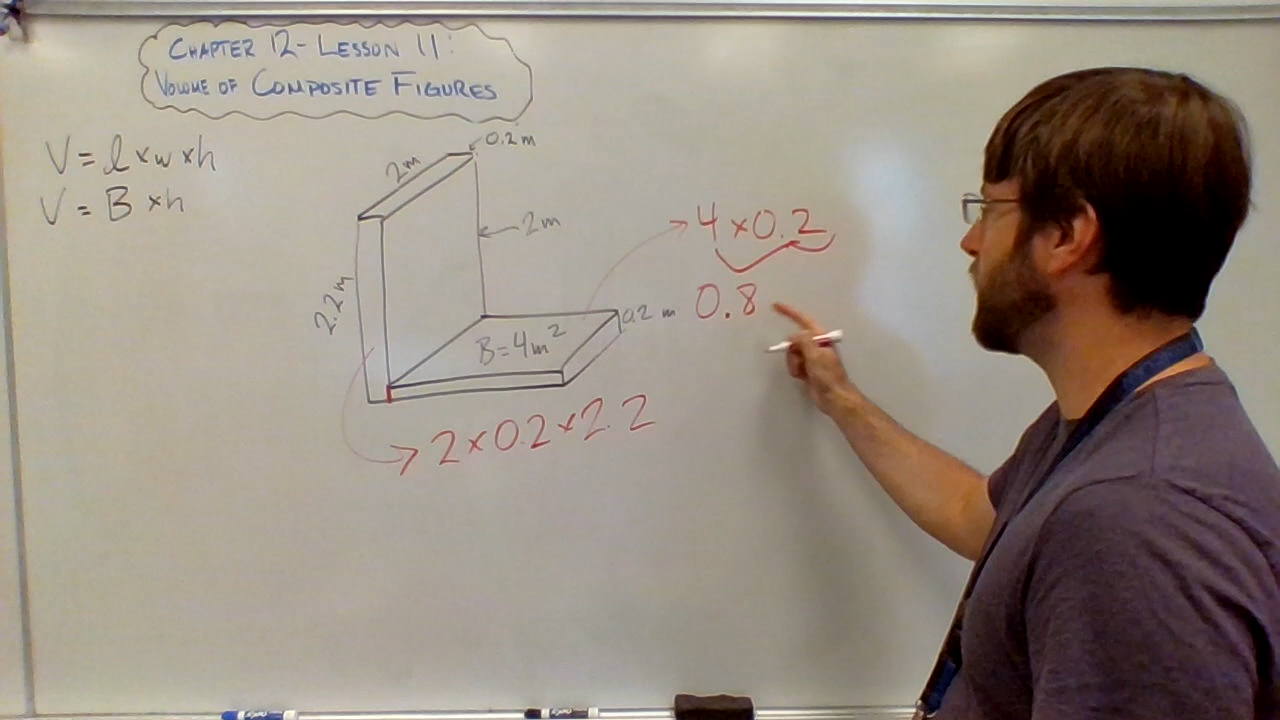 CHAPTER 12- LESSON 11:
VOLUME OF COMPOSITE FIGURES
V = l × w × h
V = B × h
0.2 m
2m
2m
2.2 m
B = 4m²
0.2 m
4 × 0.2
0.8
2 × 0.2 × 2.2